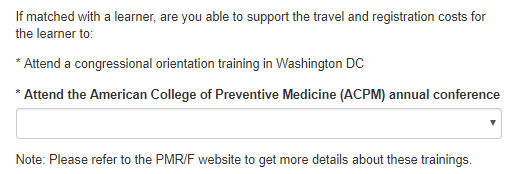 If matched with a learner, are you able to support the travel and registration costs for
the learner to:
* Attend a congressional orientation training in Washington DC
* Attend the American College of Preventive Medicine (ACPM) annual conference
Note: Please refer to the PMR/F website to get more details about these trainings.